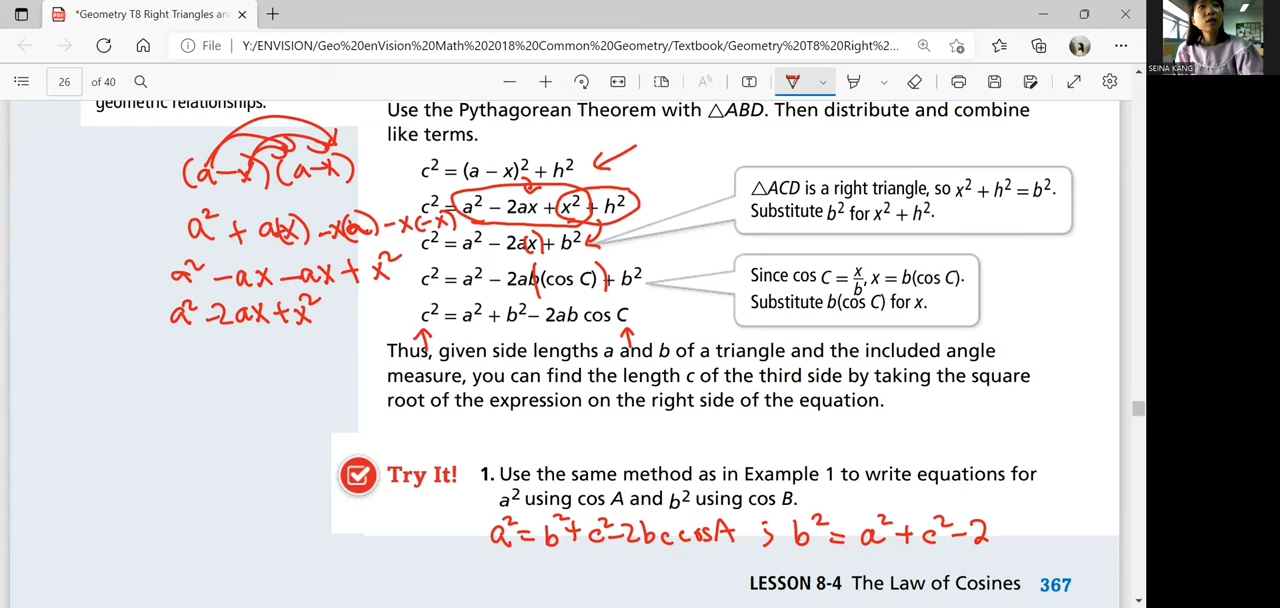 *Geometry T8 Right Triangles an
File Y:/ENVISION/Geo%20enVision%20Math%202018%20Common%20Geometry/Textbook/Geometry%20T8%20Right%2...
SEINA KANG
26 of 40
geometric relationships.
Use the Pythagorean Theorem with △ABD. Then distribute and combine
like terms.
c² = (a − x)² + h²
c² = a² − 2ax + x² + h²
c² = a² − 2a(x) + b²
c² = a² − 2ab(cos C) + b²
c² = a² + b² − 2ab cos C
△ACD is a right triangle, so x² + h² = b².
Substitute b² for x² + h².
Since cos C = x/b, x = b(cos C).
Substitute b(cos C) for x.
(a−x)(a−x)
a² + a(-x) −x(a) −x(−x)
a² −ax −ax + x²
a² −2ax + x²
Thus, given side lengths a and b of a triangle and the included angle
measure, you can find the length c of the third side by taking the square
root of the expression on the right side of the equation.
Try It! 1. Use the same method as in Example 1 to write equations for
a² using cos A and b² using cos B.
a² = b² + c² − 2bc cosA ; b² = a² + c² − 2
LESSON 8-4 The Law of Cosines 367